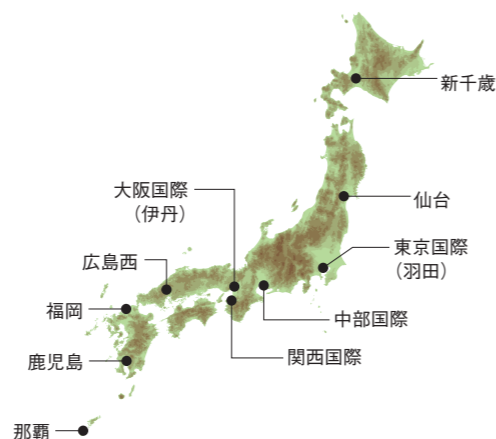 新千歳
仙台
大阪国際
（伊丹）
東京国際
（羽田）
広島西
福岡
中部国際
関西国際
鹿児島
那覇